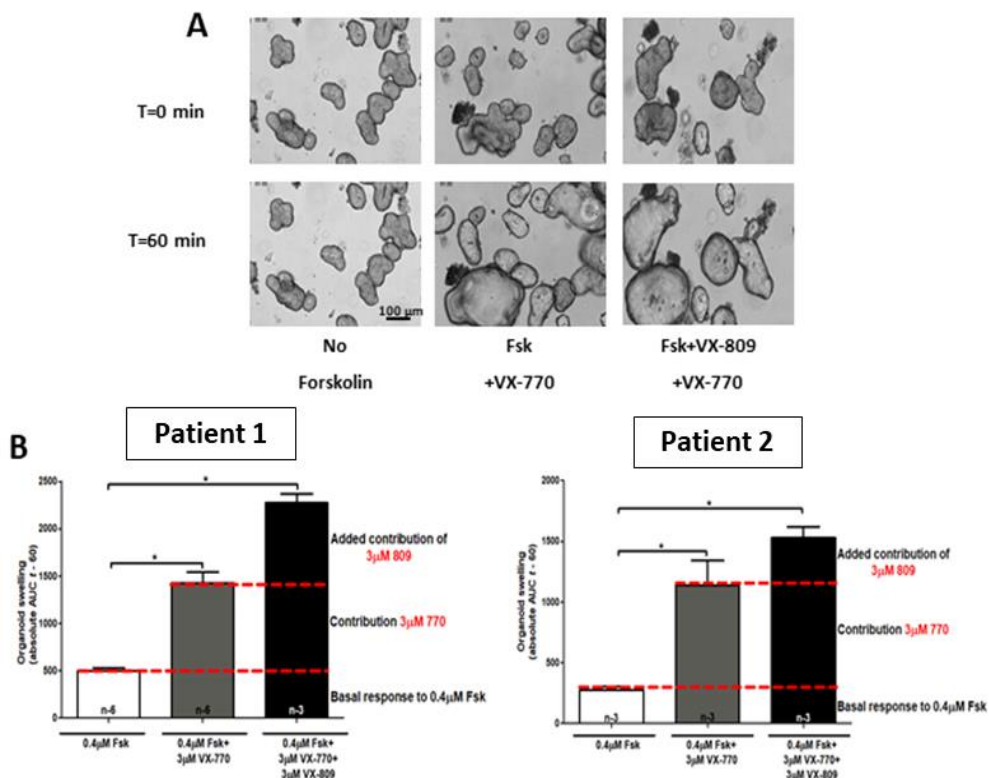 A
T=0 min
T=60 min
100 µm
No
Forskolin
Fsk
+VX-770
Fsk+VX-809
+VX-770
B
Patient 1
Organoid swelling
(absolute AUC t - 60)
2500
2000
1500
1000
500
0
*
*
n-6
n-6
n-3
0.4µM Fsk
0.4µM Fsk+
3µM VX-770
0.4µM Fsk+
3µM VX-770+
3µM VX-809
Added contribution of
3µM 809
Contribution 3µM 770
Basal response to 0.4µM Fsk
Patient 2
Organoid swelling
(absolute AUC t - 60)
2000
1500
1000
500
0
*
*
n-3
n-3
n-3
0.4µM Fsk
0.4µM Fsk+
3µM VX-770
0.4µM Fsk+
3µM VX-770+
3µM VX-809
Added contribution of
3µM 809
Contribution 3µM 770
Basal response to 0.4µM Fsk